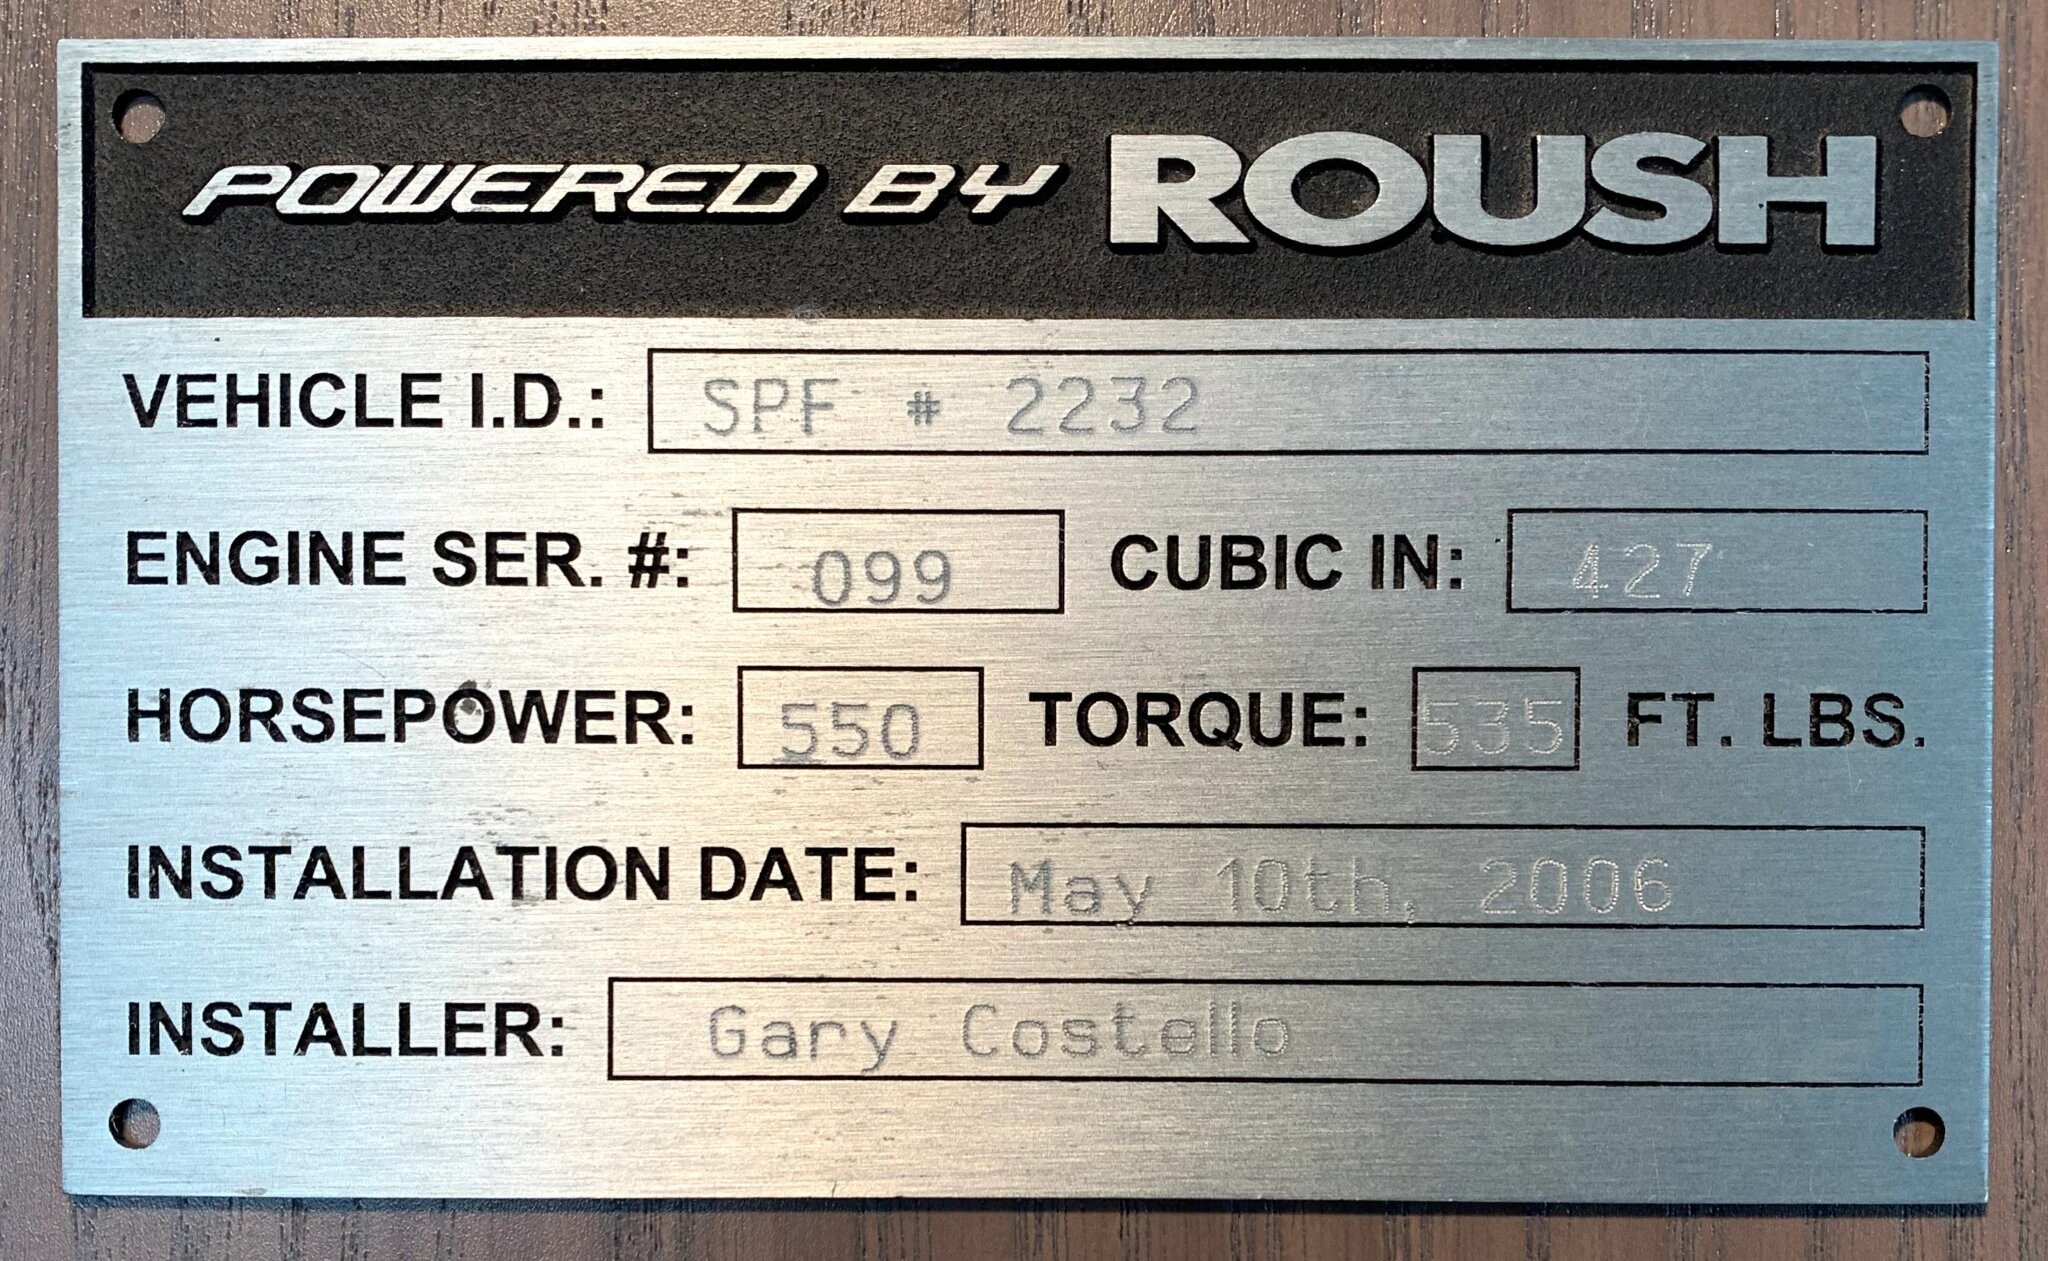 POWERED BY ROUSH
VEHICLE I.D.: SPF # 2232
ENGINE SER. #: 099 CUBIC IN: 427
HORSEPOWER: 550 TORQUE: 535 FT. LBS.
INSTALLATION DATE: May 10th, 2006
INSTALLER: Gary Costello